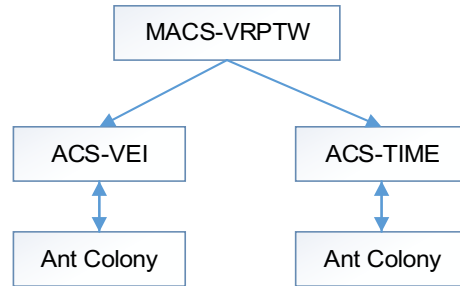 MACS-VRPTW
ACS-VEI
ACS-TIME
Ant Colony
Ant Colony